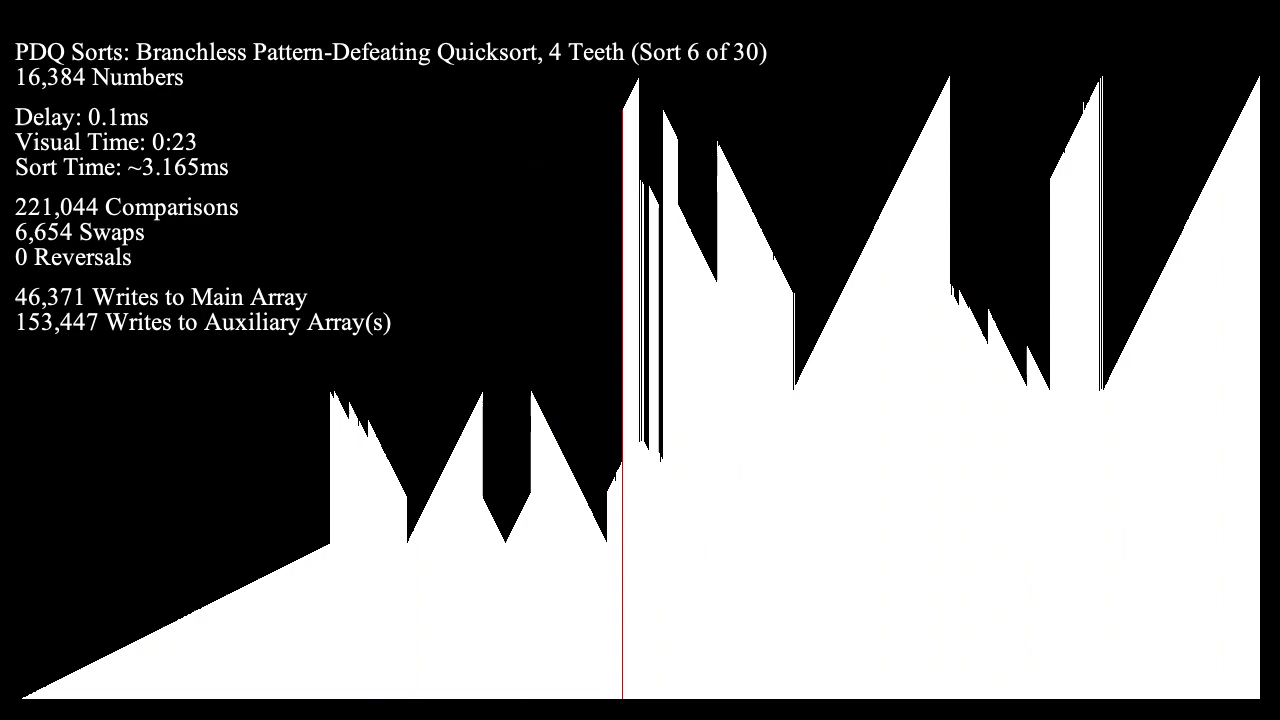 PDQ Sorts: Branchless Pattern-Defeating Quicksort, 4 Teeth (Sort 6 of 30)
16,384 Numbers
Delay: 0.1ms
Visual Time: 0:23
Sort Time: ~3.165ms
221,044 Comparisons
6,654 Swaps
0 Reversals
46,371 Writes to Main Array
153,447 Writes to Auxiliary Array(s)